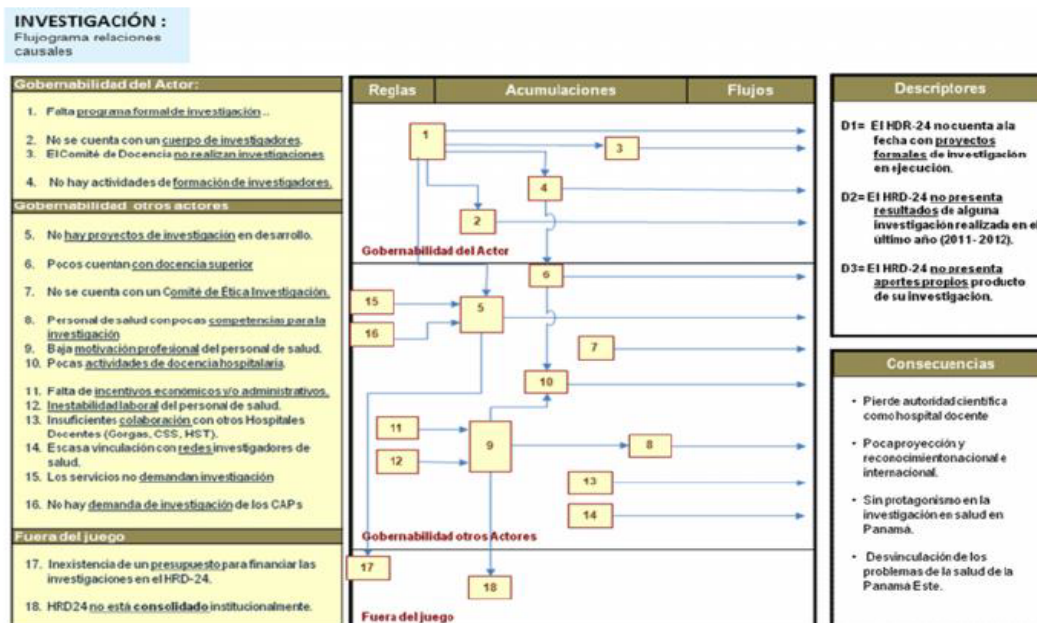 INVESTIGACIÓN :
Flujograma relaciones
causales
Gobernabilidad del Actor:
1. Falta programa formal de investigación...
2. No se cuenta con un cuerpo de investigadores.
3. El Comité de Docencia no realizan investigaciones
4. No hay actividades de formación de investigadores.
Gobernabilidad otros actores
5. No hay proyectos de investigación en desarrollo.
6. Pocos cuentan con docencia superior
7. No se cuenta con un Comité de Ética Investigación.
8. Personal de salud con pocas competencias para la
investigación
9. Baja motivación profesional del personal de salud.
10. Pocas actividades de docencia hospitalaria.
11. Falta de incentivos económicos y/o administrativos.
12. Inestabilidad laboral del personal de salud.
13. Insuficientes colaboración con otros Hospitales
Docentes (Gorgas, CSS, HST).
14. Escasa vinculación con redes investigadores de
salud.
15. Los servicios no demandan investigación
16. No hay demanda de investigación de los CAPs
Fuera del juego
17. Inexistencia de un presupuesto para financiar las
investigaciones en el HRD-24.
18. HRD24 no está consolidado institucionalmente.
Reglas
Acumulaciones
Flujos
1
3
4
2
Gobernabilidad del Actor
6
15
5
16
7
10
11
9
8
12
13
14
Gobernabilidad otros Actores
17
18
Fuera del juego
Descriptores
D1= El HDR-24 no cuenta a la
fecha con proyectos
formales de investigación
en ejecución.
D2= El HRD-24 no presenta
resultados de alguna
investigación realizada en el
último año (2011- 2012).
D3= El HRD-24 no presenta
aportes propios producto
de su investigación.
Consecuencias
• Pierde autoridad científica
como hospital docente
• Poca proyección y
reconocimiento nacional e
internacional.
• Sin protagonismo en la
investigación en salud en
Panamá.
• Desvinculación de los
problemas de la salud de la
Panamá Este.